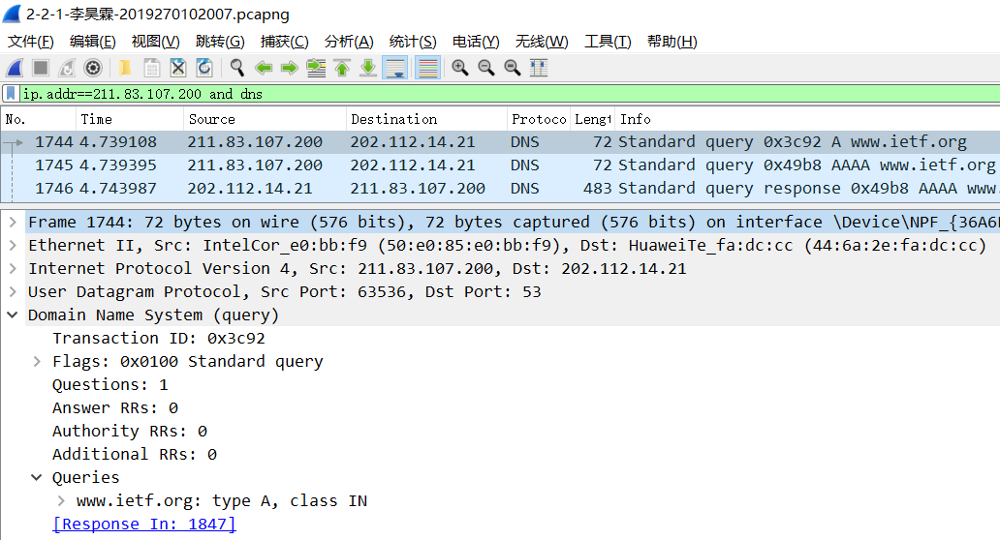 2-2-1-李昊霖-2019270102007.pcapng
文件(F) 编辑(E) 视图(V) 跳转(G) 捕获(C) 分析(A) 统计(S) 电话(Y) 无线(W) 工具(T) 帮助(H)
ip.addr==211.83.107.200 and dns
No. Time Source Destination Protoco Lengt Info
1744 4.739108 211.83.107.200 202.112.14.21 DNS 72 Standard query 0x3c92 A www.ietf.org
1745 4.739395 211.83.107.200 202.112.14.21 DNS 72 Standard query 0x49b8 AAAA www.ietf.org
1746 4.743987 202.112.14.21 211.83.107.200 DNS 483 Standard query response 0x49b8 AAAA www.
Frame 1744: 72 bytes on wire (576 bits), 72 bytes captured (576 bits) on interface \Device\NPF_{36A6
Ethernet II, Src: IntelCor_e0:bb:f9 (50:e0:85:e0:bb:f9), Dst: HuaweiTe_fa:dc:cc (44:6a:2e:fa:dc:cc)
Internet Protocol Version 4, Src: 211.83.107.200, Dst: 202.112.14.21
User Datagram Protocol, Src Port: 63536, Dst Port: 53
Domain Name System (query)
Transaction ID: 0x3c92
Flags: 0x0100 Standard query
Questions: 1
Answer RRs: 0
Authority RRs: 0
Additional RRs: 0
Queries
www.ietf.org: type A, class IN
[Response In: 1847]